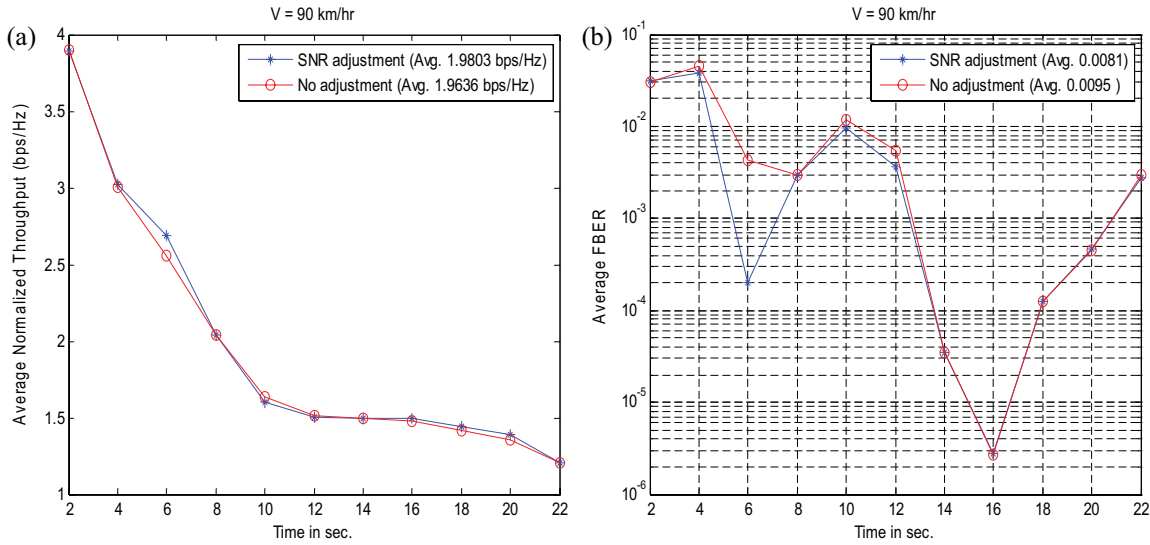 (a)
V = 90 km/hr
SNR adjustment (Avg. 1.9803 bps/Hz)
No adjustment (Avg. 1.9636 bps/Hz)
Average Normalized Throughput (bps/Hz)
4
3.5
3
2.5
2
1.5
1
2 4 6 8 10 12 14 16 18 20 22
Time in sec.
(b)
V = 90 km/hr
SNR adjustment (Avg. 0.0081)
No adjustment (Avg. 0.0095 )
Average FBER
10⁻¹
10⁻²
10⁻³
10⁻⁴
10⁻⁵
10⁻⁶
2 4 6 8 10 12 14 16 18 20 22
Time in sec.